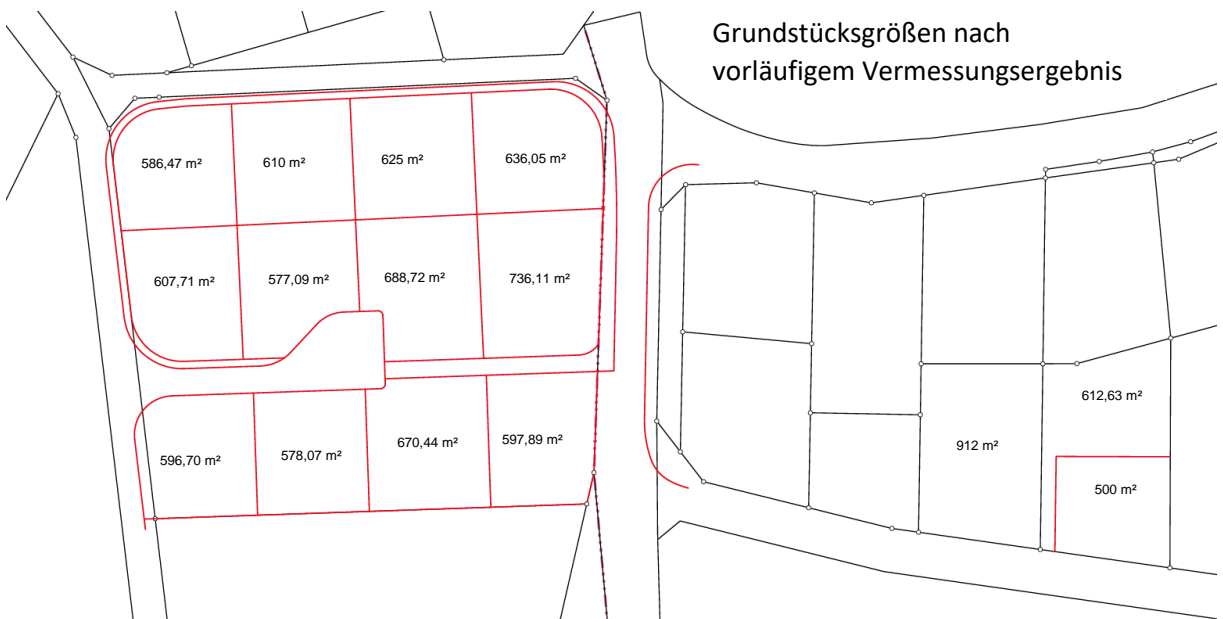 Grundstücksgrößen nach
vorläufigem Vermessungsergebnis
586,47 m²
610 m²
625 m²
636,05 m²
607,71 m²
577,09 m²
688,72 m²
736,11 m²
596,70 m²
578,07 m²
670,44 m²
597,89 m²
612,63 m²
912 m²
500 m²